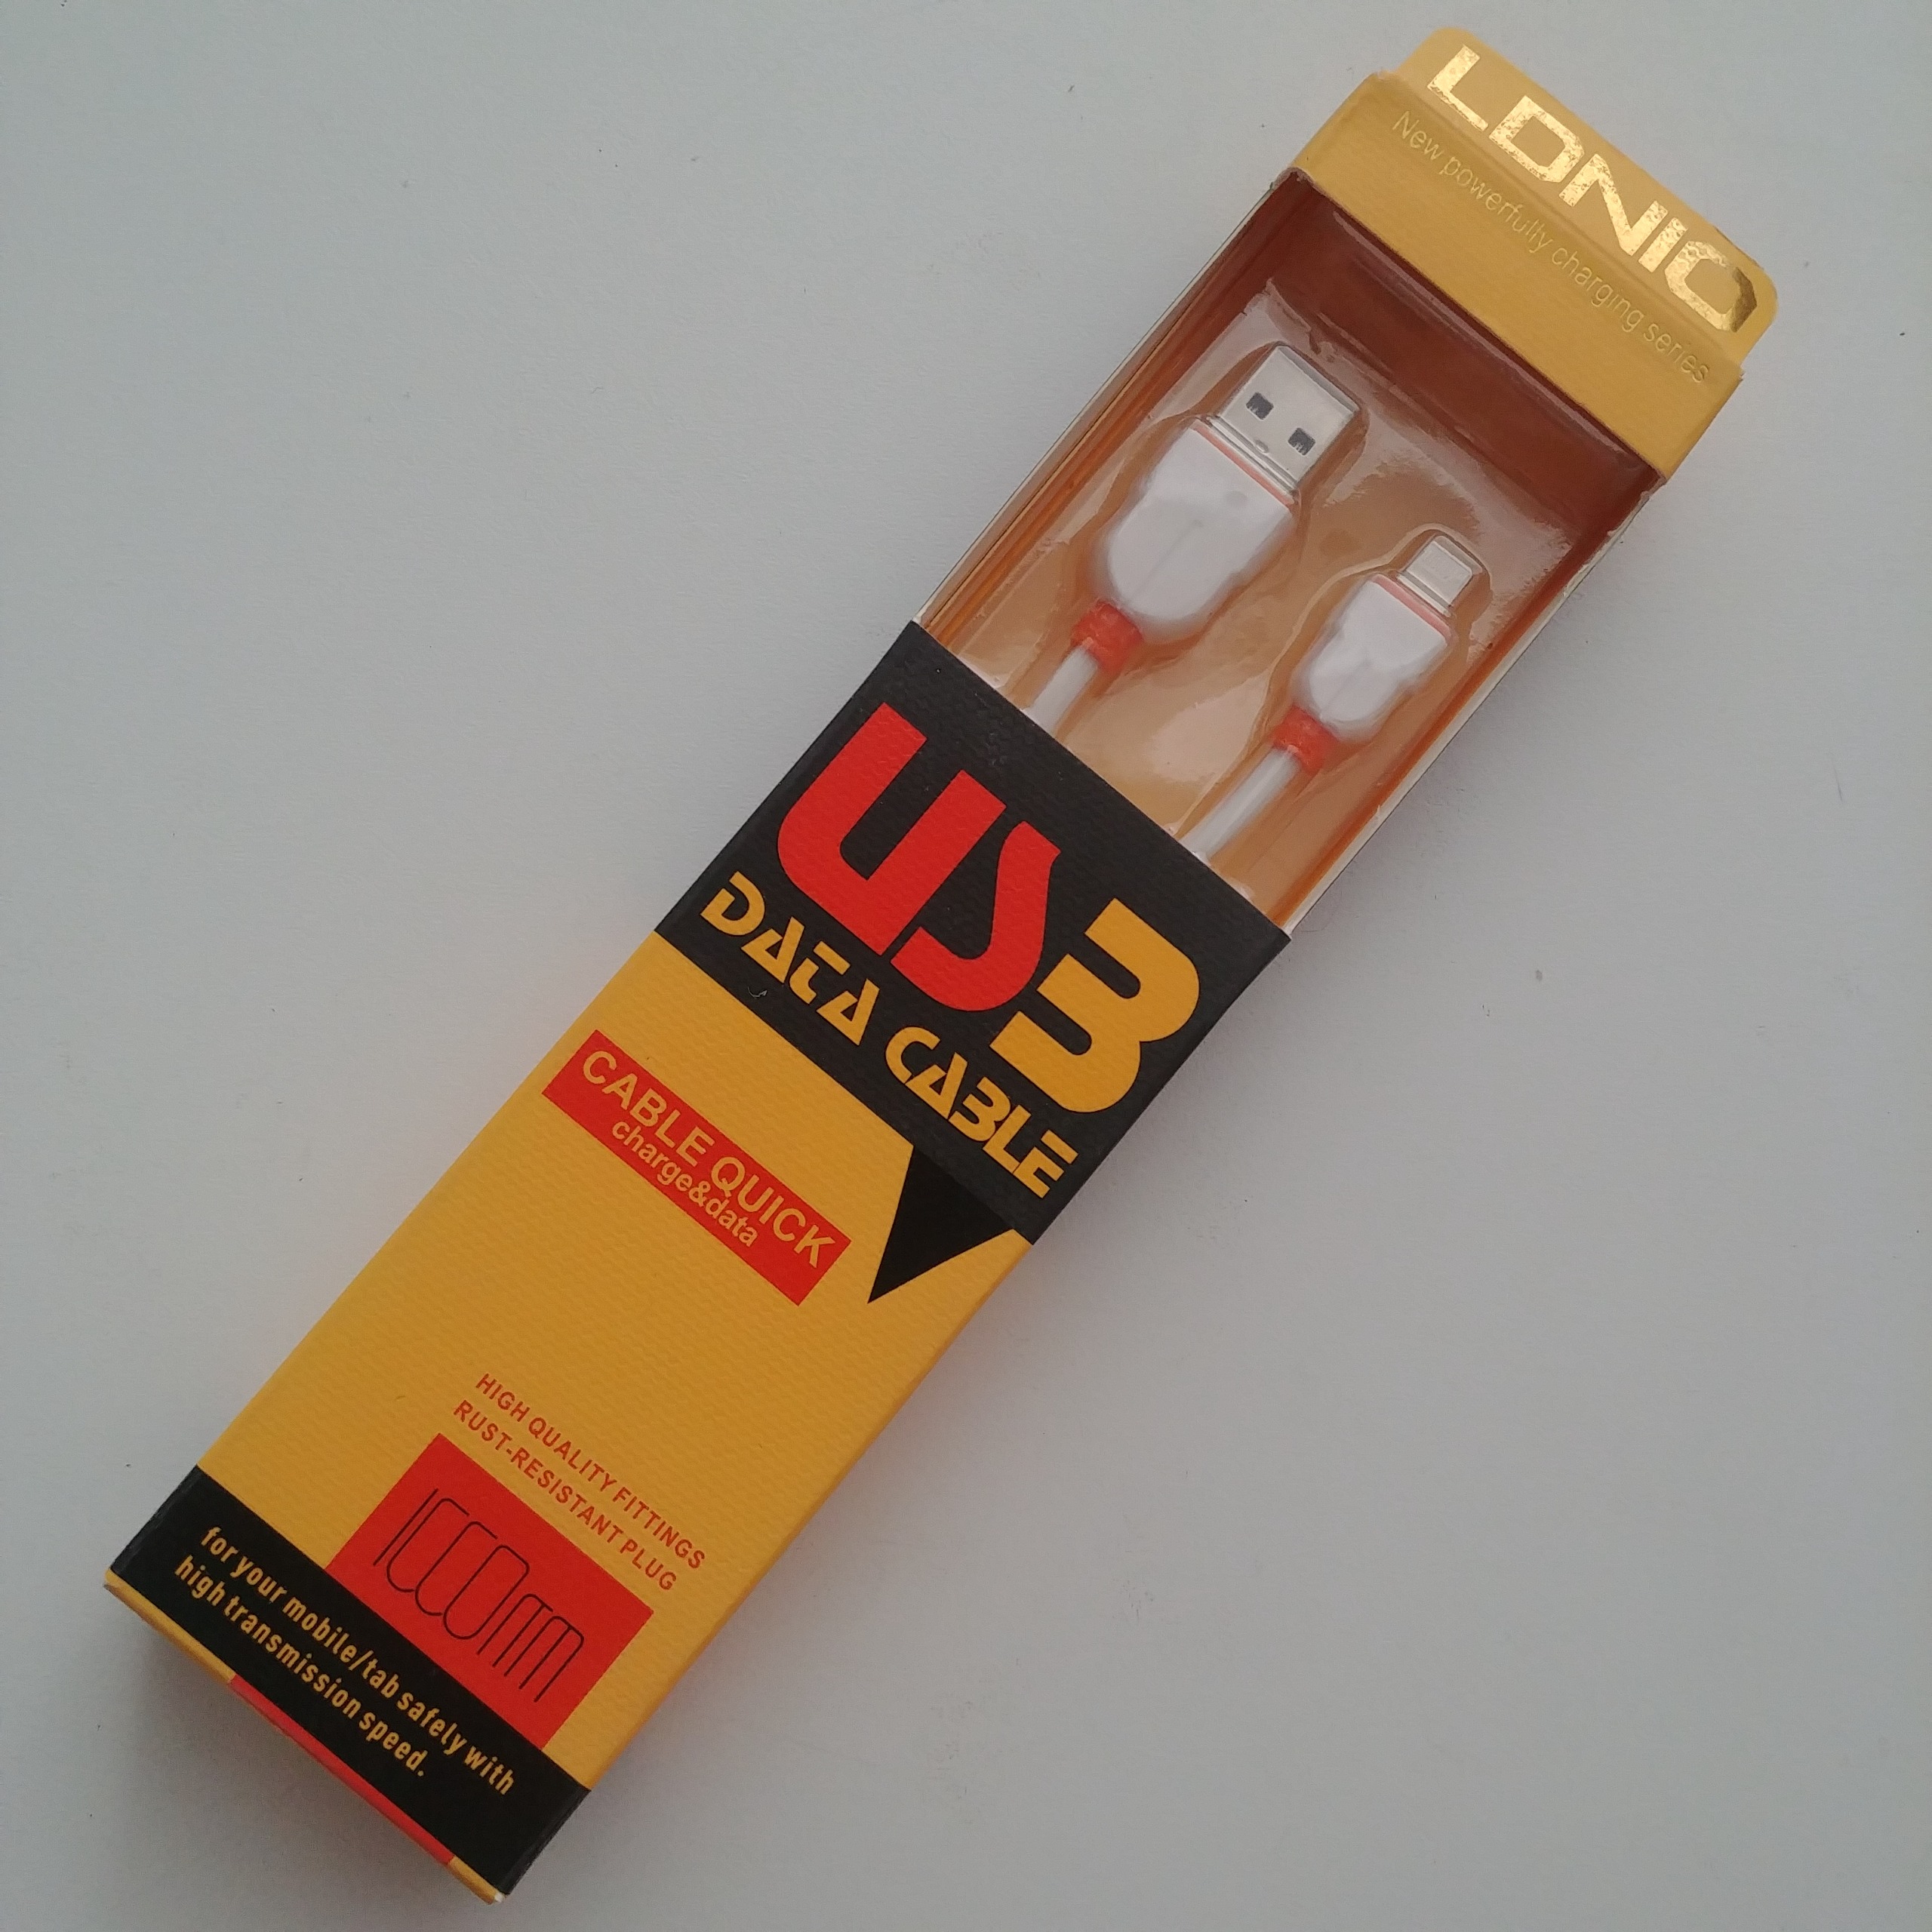 LDNIO
New powerfully charging series
USB
DATA CABLE
CABLE QUICK
charge&data
HIGH QUALITY FITTINGS
RUST-RESISTANT PLUG
for your mobile/tab safely with
high transmission speed.